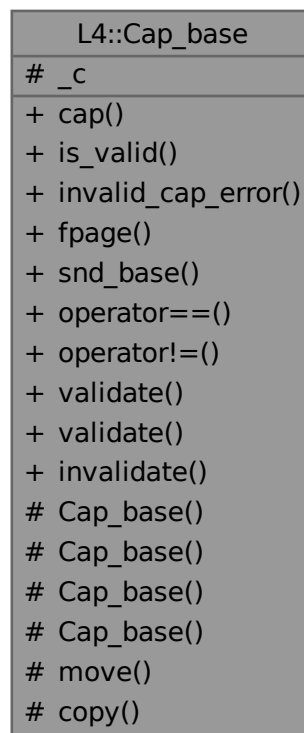 L4::Cap_base
# _c
+ cap()
+ is_valid()
+ invalid_cap_error()
+ fpage()
+ snd_base()
+ operator==()
+ operator!=()
+ validate()
+ validate()
+ invalidate()
# Cap_base()
# Cap_base()
# Cap_base()
# Cap_base()
# move()
# copy()